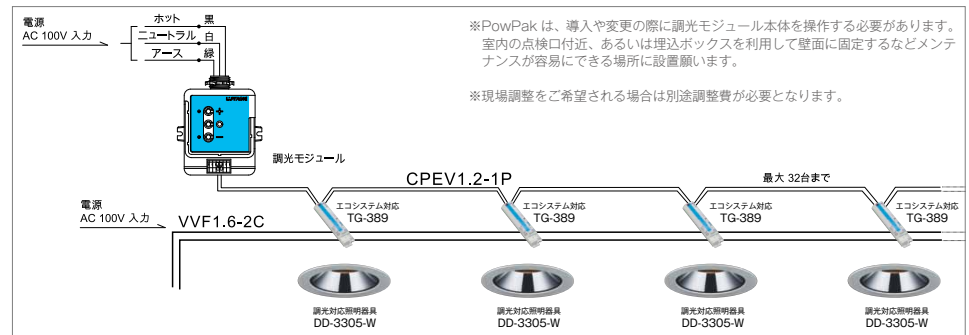 電源
AC 100V 入力
ホット 黒
ニュートラル 白
アース 緑
※PowPak は、導入や変更の際に調光モジュール本体を操作する必要があります。
室内の点検口付近、あるいは埋込ボックスを利用して壁面に固定するなどメンテ
ナンスが容易にできる場所に設置願います。
※現場調整をご希望される場合は別途調整費が必要となります。
LUTRON
調光モジュール
CPEV1.2-1P
最大 32台まで
電源
AC 100V 入力
VVF1.6-2C
エコシステム対応
TG-389
エコシステム対応
TG-389
エコシステム対応
TG-389
エコシステム対応
TG-389
調光対応照明器具
DD-3305-W
調光対応照明器具
DD-3305-W
調光対応照明器具
DD-3305-W
調光対応照明器具
DD-3305-W